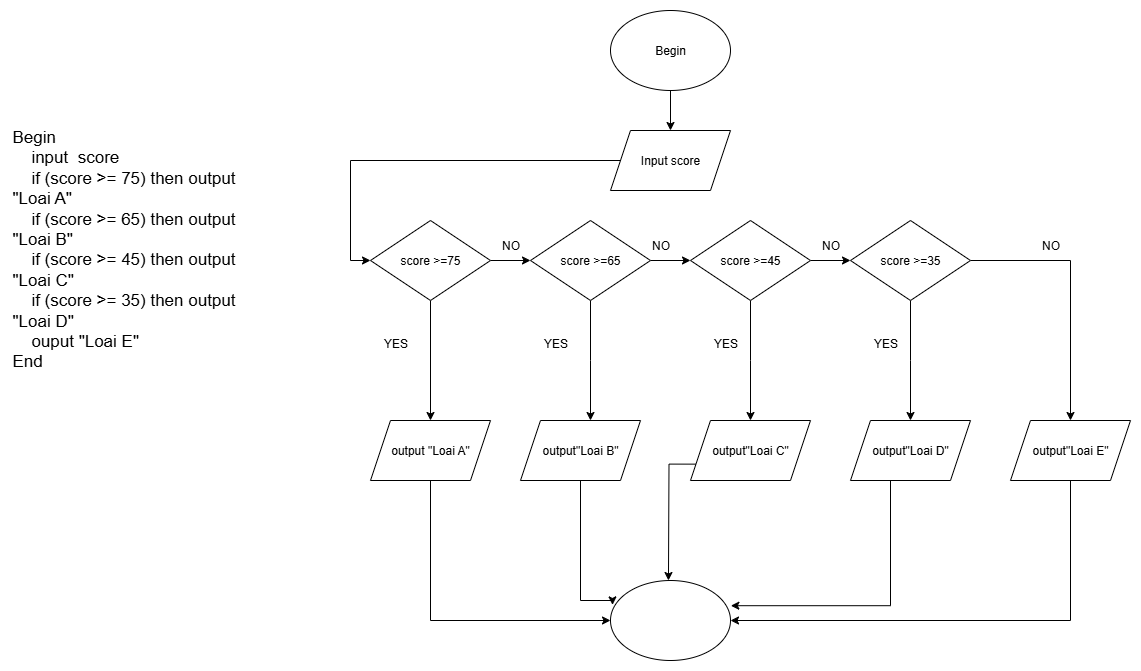 Begin
input  score
if (score >= 75) then output
"Loai A"
if (score >= 65) then output
"Loai B"
if (score >= 45) then output
"Loai C"
if (score >= 35) then output
"Loai D"
ouput "Loai E"
End
Begin
Input score
score >=75
NO
score >=65
NO
score >=45
NO
score >=35
NO
YES
YES
YES
YES
output "Loai A"
output"Loai B"
output"Loai C"
output"Loai D"
output"Loai E"